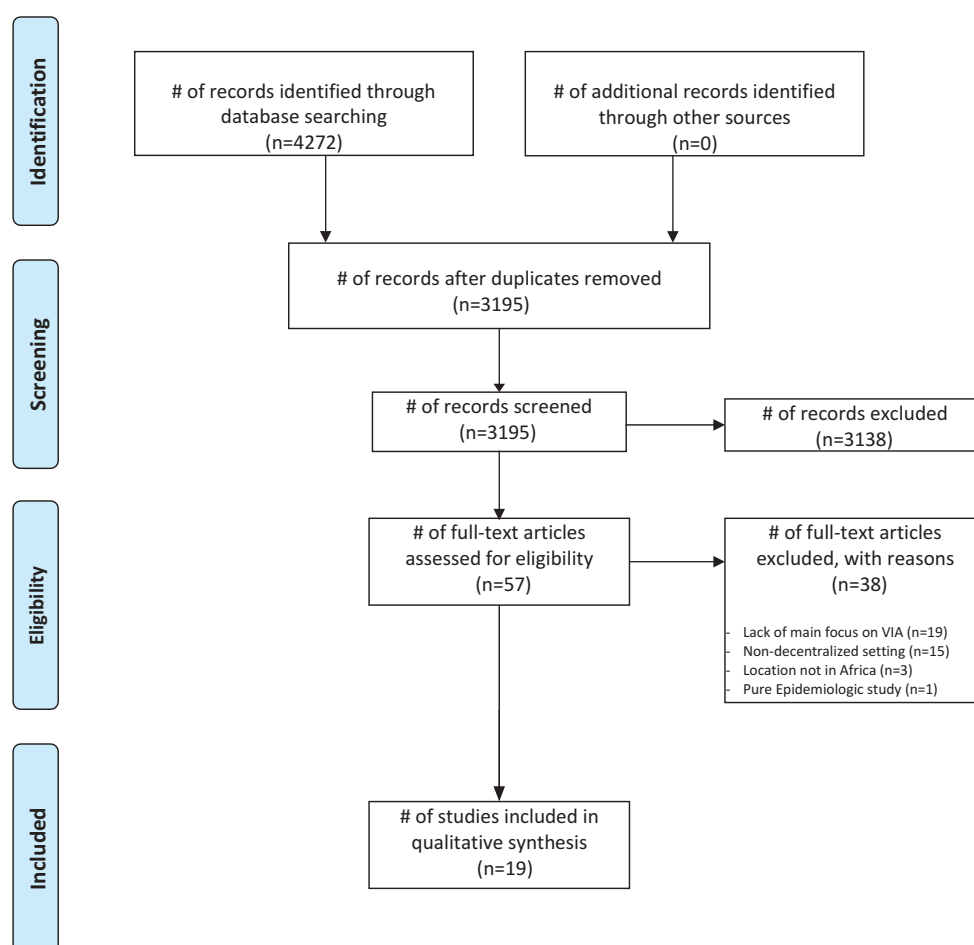 Identification
# of records identified through
database searching
(n=4272)
# of additional records identified
through other sources
(n=0)
Screening
# of records after duplicates removed
(n=3195)
# of records screened
(n=3195)
# of records excluded
(n=3138)
Eligibility
# of full-text articles
assessed for eligibility
(n=57)
# of full-text articles
excluded, with reasons
(n=38)
- Lack of main focus on VIA (n=19)
- Non-decentralized setting (n=15)
- Location not in Africa (n=3)
- Pure Epidemiologic study (n=1)
Included
# of studies included in
qualitative synthesis
(n=19)